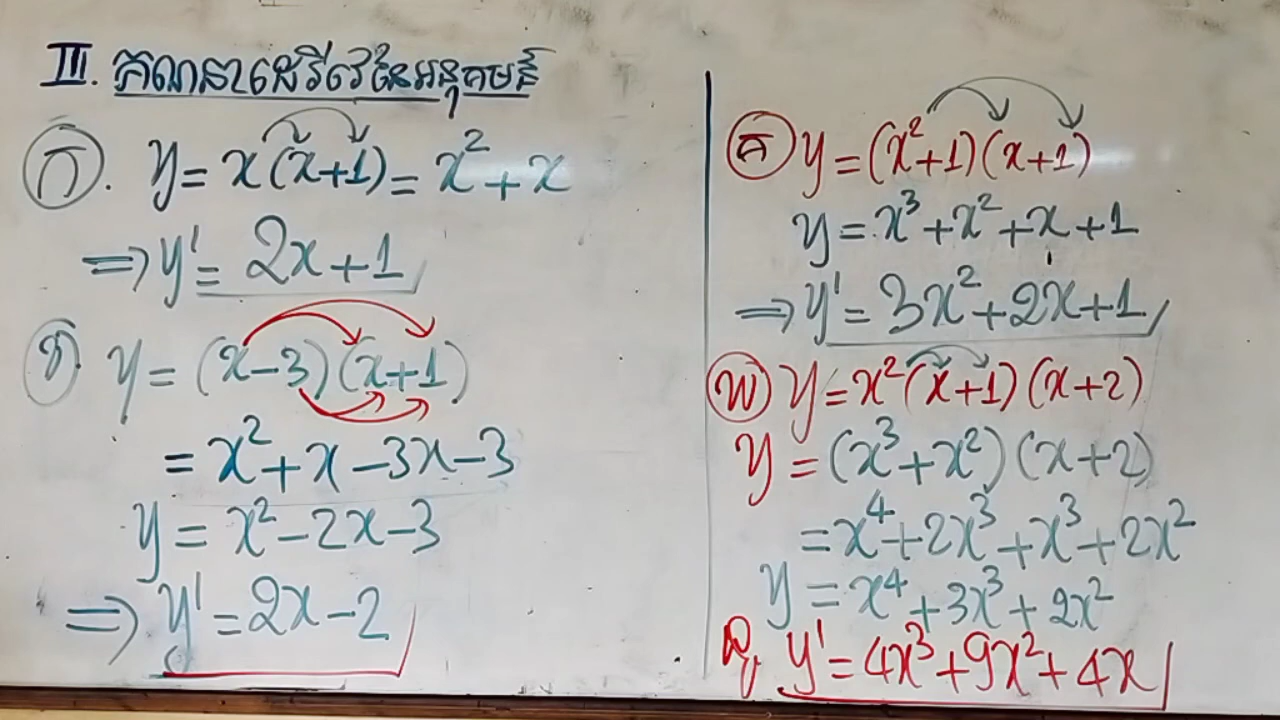 III. គណនាដេរីវេនៃអនុគមន៍
ក. y = x(x+1) = x² + x
⟹ y' = 2x + 1
ខ. y = (x-3)(x+1)
= x² + x - 3x - 3
y = x² - 2x - 3
⟹ y' = 2x - 2
គ y = (x²+1)(x+1)
y = x³ + x² + x + 1
⟹ y' = 3x² + 2x + 1
ឃ y = x²(x+1)(x+2)
y = (x³ + x²)(x+2)
= x⁴ + 2x³ + x³ + 2x²
y = x⁴ + 3x³ + 2x²
y' = 4x³ + 9x² + 4x